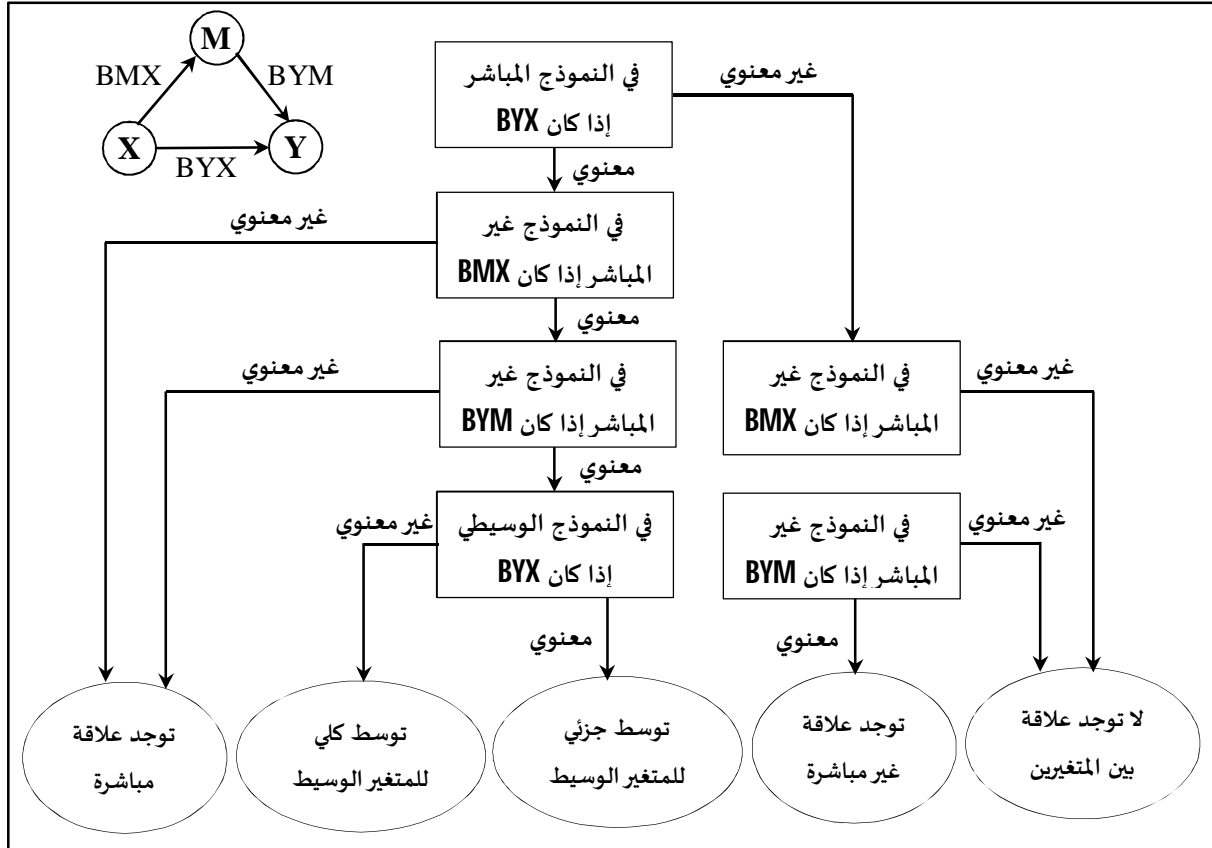 M
BMX
BYM
X
Y
BYX
في النموذج المباشر
إذا كان BYX
غير معنوي
معنوي
في النموذج غير
المباشر إذا كان BMX
غير معنوي
معنوي
في النموذج غير
المباشر إذا كان BYM
غير معنوي
معنوي
في النموذج غير
المباشر إذا كان BMX
غير معنوي
في النموذج الوسيطي
إذا كان BYX
غير معنوي
معنوي
في النموذج غير
المباشر إذا كان BYM
غير معنوي
معنوي
لا توجد علاقة
بين المتغيرين
توجد علاقة
غير مباشرة
توسط جزئي
للمتغير الوسيط
توسط كلي
للمتغير الوسيط
توجد علاقة
مباشرة